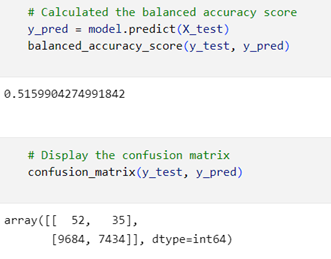 # Calculated the balanced accuracy score
y_pred = model.predict(X_test)
balanced_accuracy_score(y_test, y_pred)
0.5159904274991842
# Display the confusion matrix
confusion_matrix(y_test, y_pred)
array([[  52,   35],
       [9684, 7434]], dtype=int64)